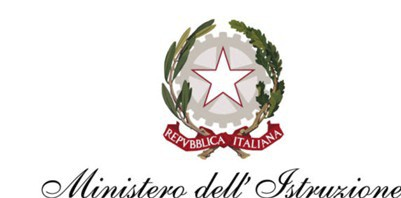 REPVBBLICA ITALIANA
Ministero dell'Istruzione